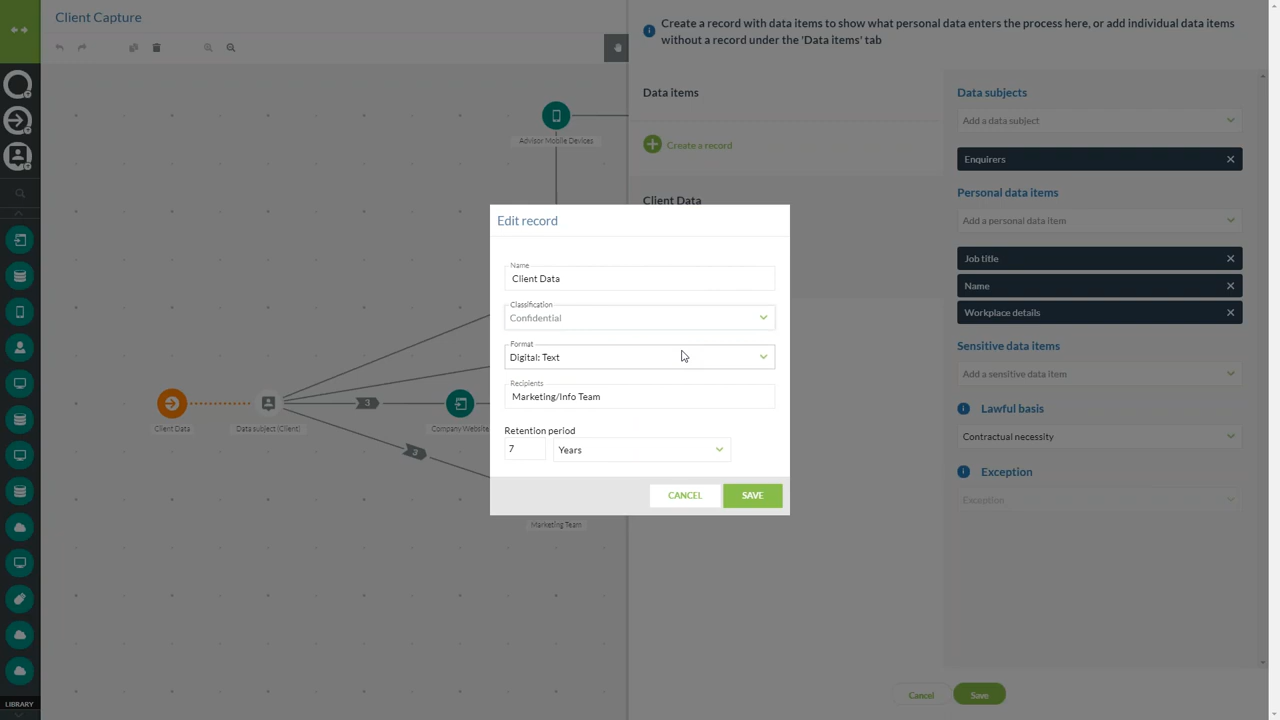 Client Capture
Create a record with data items to show what personal data enters the process here, or add individual data items
without a record under the 'Data items' tab
Data items
Create a record
Client Data
Data subjects
Add a data subject
Enquirers
Personal data items
Add a personal data item
Job title
Name
Workplace details
Sensitive data items
Add a sensitive data item
Lawful basis
Contractual necessity
Exception
Exception
Cancel
Save
Advisor Mobile Devices
Client Data
Data subject (Client)
3
Company Website
3
Marketing Team
Edit record
Name
Client Data
Classification
Confidential
Format
Digital: Text
Recipients
Marketing/Info Team
Retention period
7
Years
CANCEL
SAVE
LIBRARY